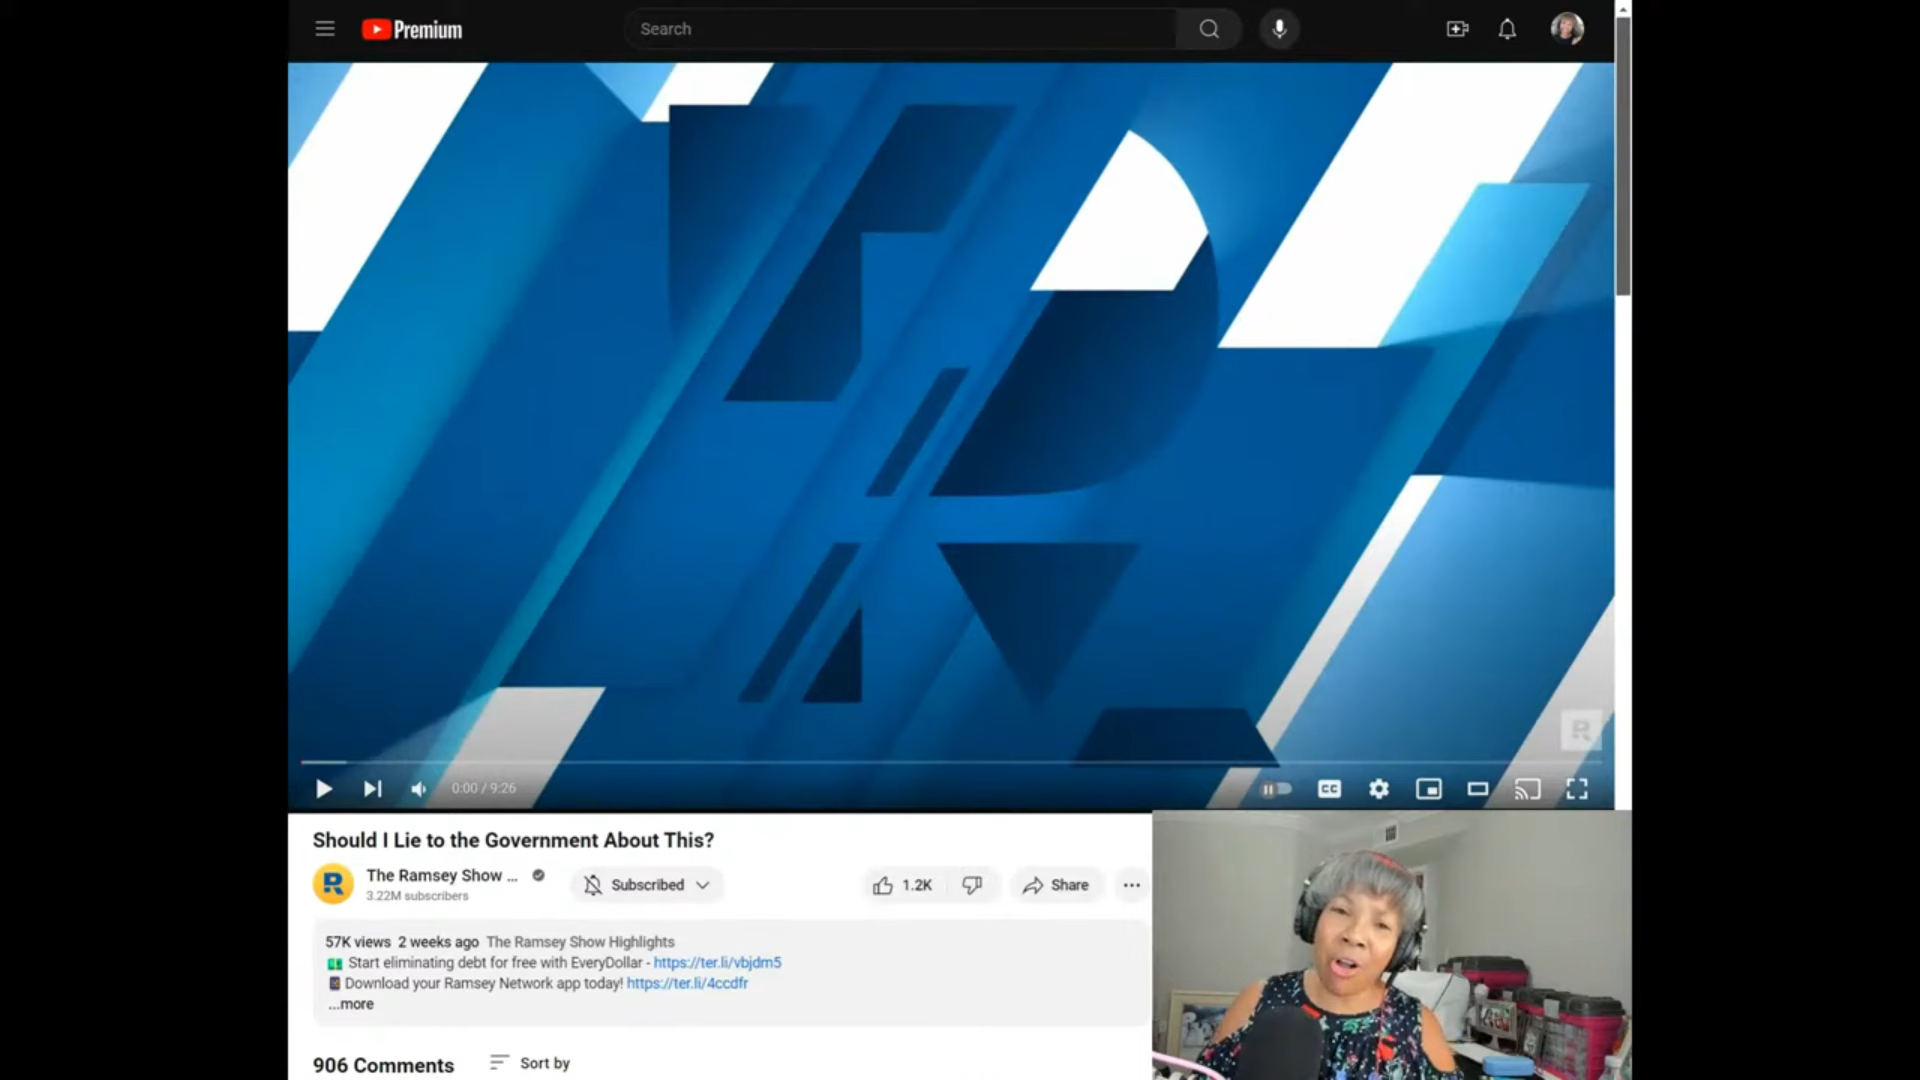 Premium
Search
R
0:00 / 9:26
CC
Should I Lie to the Government About This?
R
The Ramsey Show ...
3.22M subscribers
Subscribed
1.2K
Share
57K views 2 weeks ago The Ramsey Show Highlights
Start eliminating debt for free with EveryDollar - https://ter.li/vbjdm5
Download your Ramsey Network app today! https://ter.li/4ccdfr
...more
906 Comments
Sort by